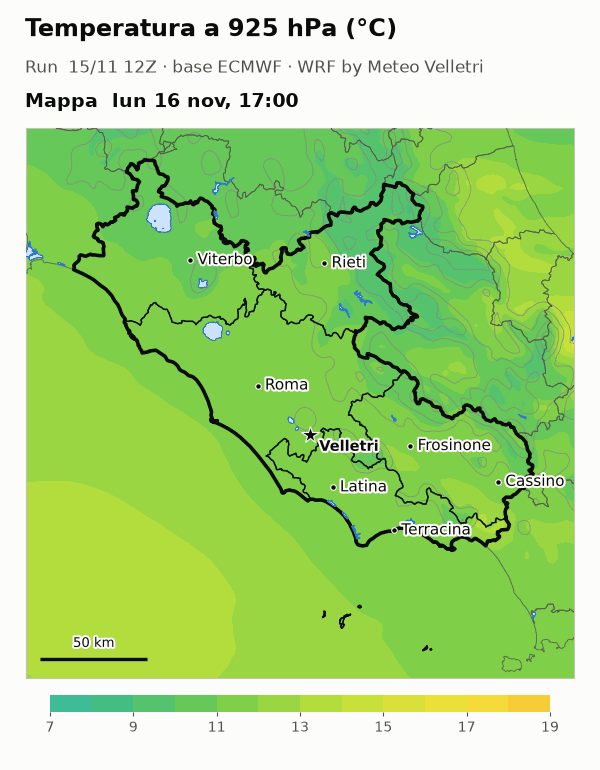 Temperatura a 925 hPa (°C)
Run  15/11 12Z · base ECMWF · WRF by Meteo Velletri
Mappa  lun 16 nov, 17:00
Viterbo
Rieti
Roma
Velletri
Frosinone
Cassino
Latina
Terracina
50 km
7 9 11 13 15 17 19